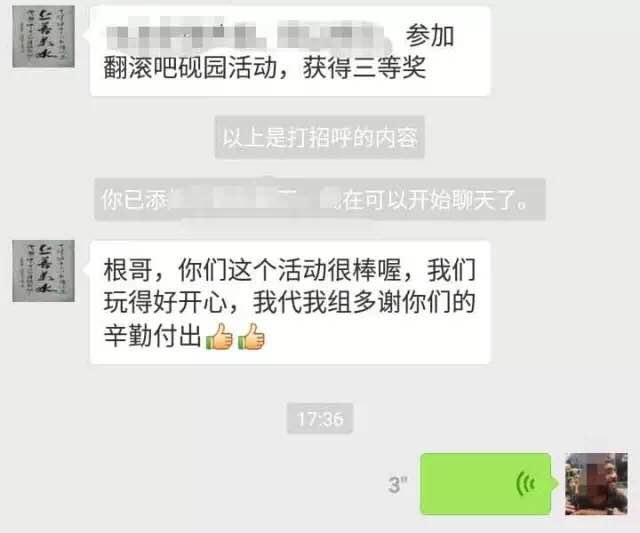 参加
翻滚吧砚园活动，获得三等奖
以上是打招呼的内容
你已添
在可以开始聊天了。
根哥，你们这个活动很棒喔，我们
玩得好开心，我代我组多谢你们的
辛勤付出👍👍
17:36
3"